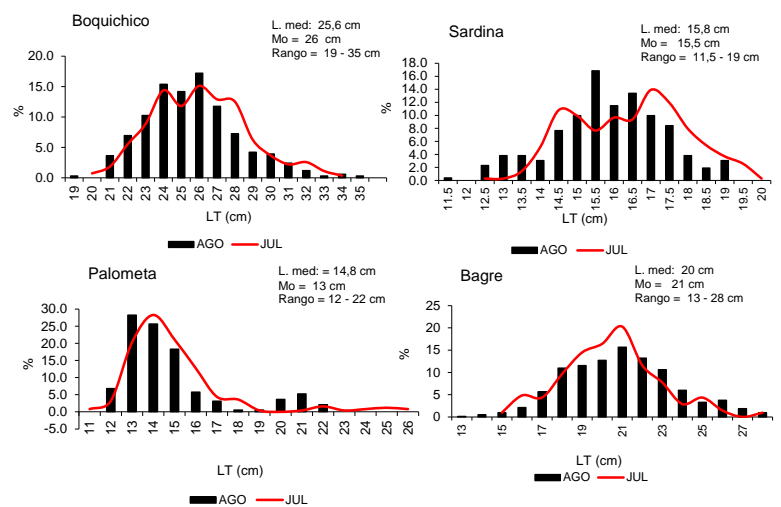 Boquichico
L. med: 25,6 cm
Mo = 26 cm
Rango = 19 - 35 cm
20.0
15.0
10.0
5.0
0.0
%
19 20 21 22 23 24 25 26 27 28 29 30 31 32 33 34 35
LT (cm)
AGO JUL
Sardina
L. med: 15,8 cm
Mo = 15,5 cm
Rango = 11,5 - 19 cm
18.0
16.0
14.0
12.0
10.0
8.0
6.0
4.0
2.0
0.0
%
11.5 12 12.5 13 13.5 14 14.5 15 15.5 16 16.5 17 17.5 18 18.5 19 19.5 20
LT (cm)
AGO JUL
Palometa
L. med: = 14,8 cm
Mo = 13 cm
Rango = 12 - 22 cm
30.0
25.0
20.0
15.0
10.0
5.0
0.0
-5.0
%
11 12 13 14 15 16 17 18 19 20 21 22 23 24 25 26
LT (cm)
AGO JUL
Bagre
L. med: 20 cm
Mo = 21 cm
Rango = 13 - 28 cm
25
20
15
10
5
0
%
13 15 17 19 21 23 25 27
LT (cm)
AGO JUL